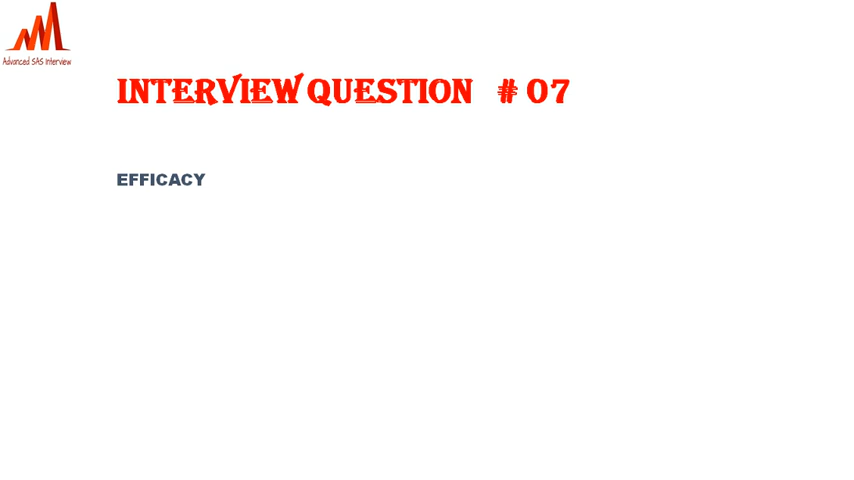 Advanced SAS Interview
INTERVIEW QUESTION # 07
EFFICACY